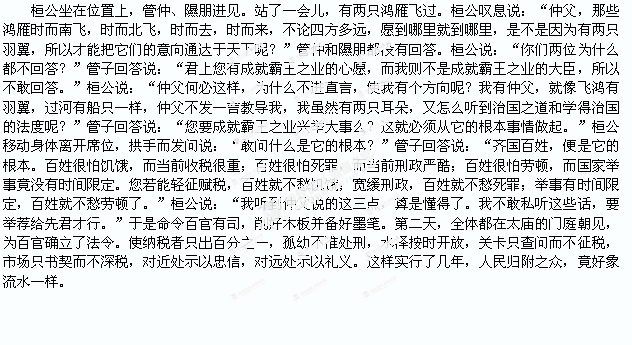 桓公坐在位置上，管仲、隰朋进见。站了一会儿，有两只鸿雁飞过。桓公叹息说：“仲父，那些
鸿雁时而南飞，时而北飞，时而去，时而来，不论四方多远，愿到哪里就到哪里，是不是因为有两只
羽翼，所以才能把它们的意向通达于天下呢？”管仲和隰朋都没有回答。桓公说：“你们两位为什么
都不回答？”管子回答说：“君上您有成就霸王之业的心愿，而我则不是成就霸王之业的大臣，所以
不敢回答。”桓公说：“仲父何必这样，为什么不进直言，使我有个方向呢？我有仲父，就像飞鸿有
羽翼，过河有船只一样，仲父不发一言教导我，我虽然有两只耳朵，又怎么听到治国之道和学得治国
的法度呢？”管子回答说：“您要成就霸王之业兴举大事么？这就必须从它的根本事情做起。”桓公
移动身体离开席位，拱手而发问说：“敢问什么是它的根本？”管子回答说：“齐国百姓，便是它的
根本。百姓很怕饥饿，而当前收税很重；百姓很怕死罪，而当前刑政严酷；百姓很怕劳顿，而国家举
事竟没有时间限定。您若能轻征赋税，百姓就不愁饥饿；宽缓刑政，百姓就不愁死罪；举事有时间限
定，百姓就不愁劳顿了。”桓公说：“我听到仲父说的这三点，算是懂得了。我不敢私听这些话，要
举荐给先君才行。”于是命令百官有司，削好木板并备好墨笔。第二天，全体都在太庙的门庭朝见，
为百官确立了法令。使纳税者只出百分之一，孤幼不准处刑，水泽按时开放，关卡只查问而不征税，
市场只书契而不深税，对近处示以忠信，对远处示以礼义。这样实行了几年，人民归附之众，竟好象
流水一样。